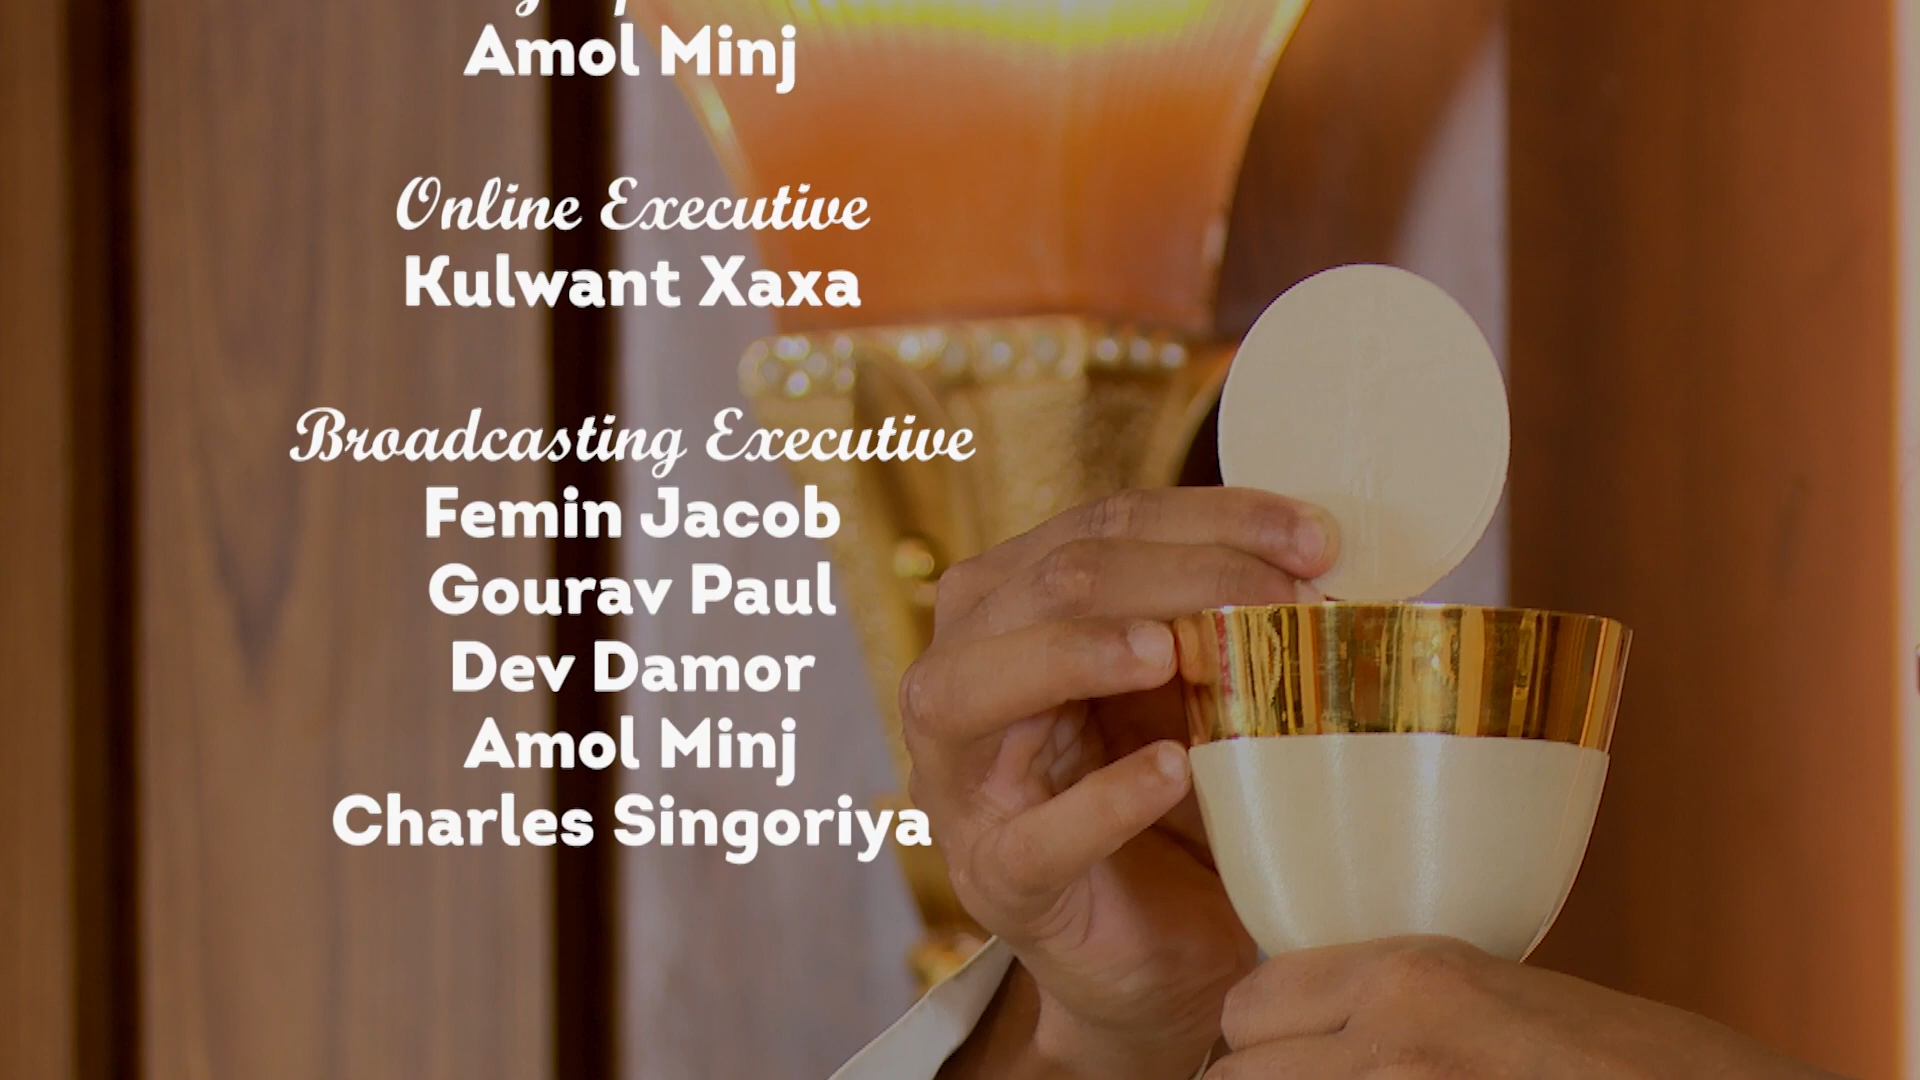 Amol Minj
Online Executive
Kulwant Xaxa
Broadcasting Executive
Femin Jacob
Gourav Paul
Dev Damor
Amol Minj
Charles Singoriya